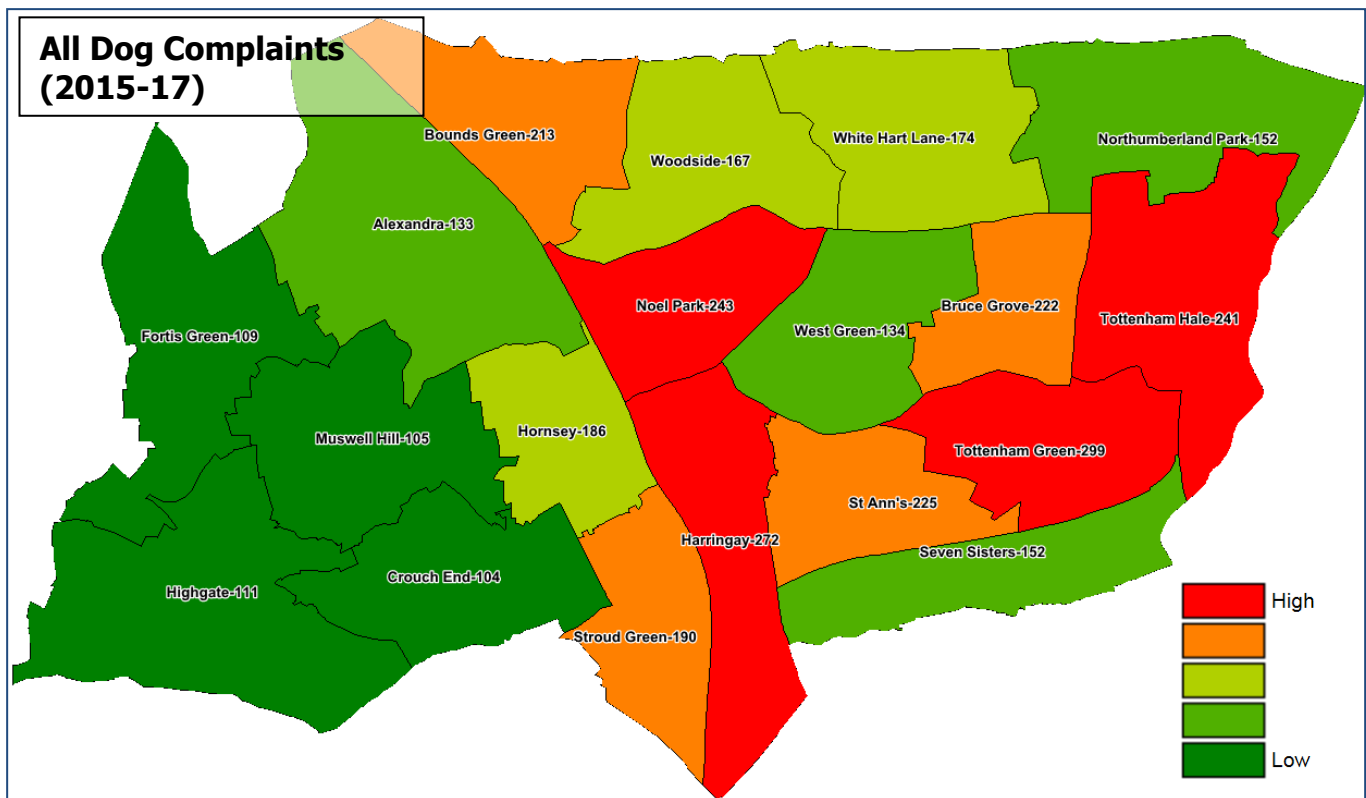 All Dog Complaints
(2015-17)
Bounds Green-213
White Hart Lane-174
Northumberland Park-152
Woodside-167
Alexandra-133
Noel Park-243
Bruce Grove-222
Tottenham Hale-241
West Green-134
Fortis Green-109
Hornsey-186
Muswell Hill-105
Tottenham Green-299
St Ann's-225
Harringay-272
Seven Sisters-152
Crouch End-104
Highgate-111
Stroud Green-190
High
Low